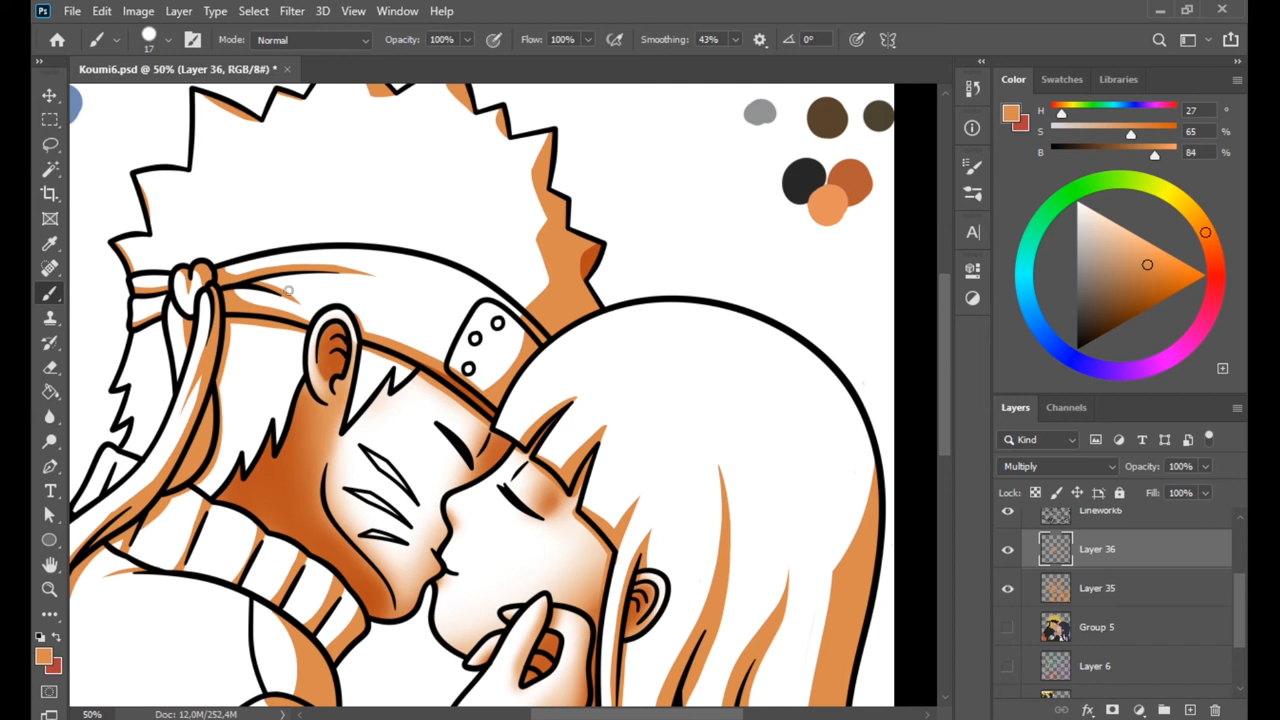 Ps File Edit Image Layer Type Select Filter 3D View Window Help
17 Mode: Normal Opacity: 100% Flow: 100% Smoothing: 43% 0°
Koumi6.psd @ 50% (Layer 36, RGB/8#) * ×
Color Swatches Libraries
H 27 °
S 65 %
B 84 %
Layers Channels
Kind
Multiply Opacity: 100%
Lock: Fill: 100%
Linework6
Layer 36
Layer 35
Group 5
Layer 6
50% Doc: 12,0M/252,4M